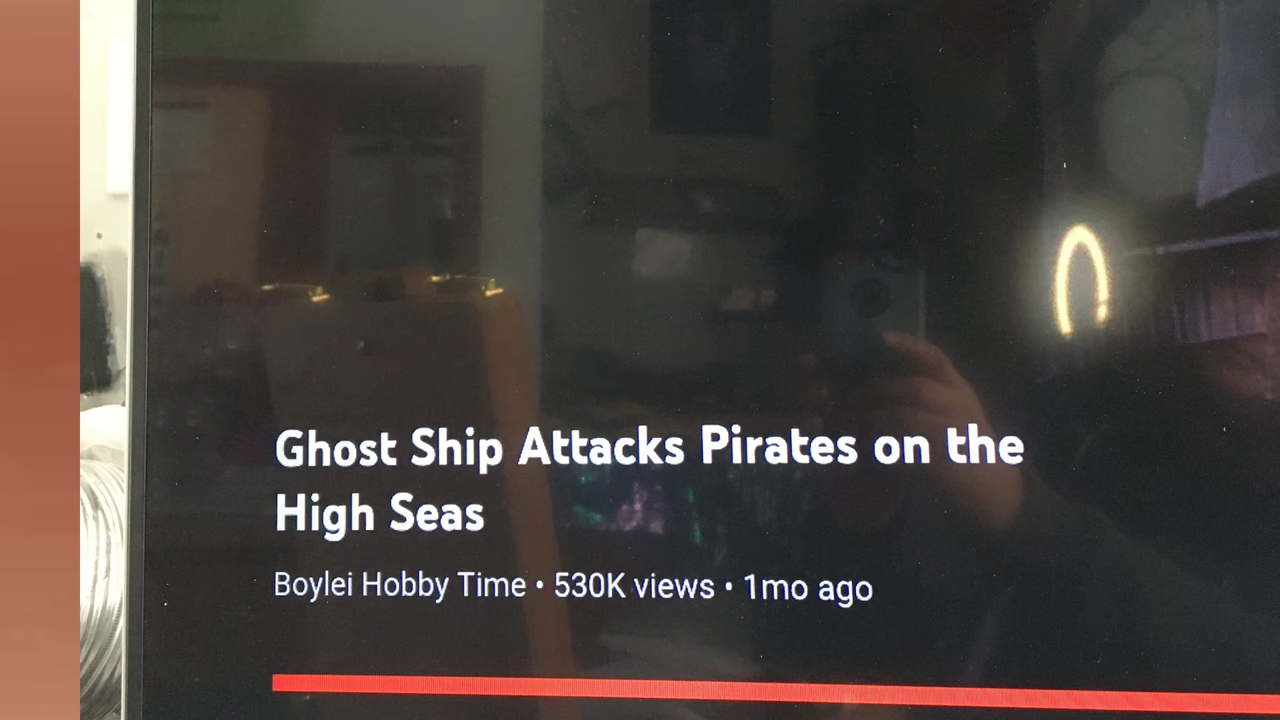 Ghost Ship Attacks Pirates on the
High Seas
Boylei Hobby Time • 530K views • 1mo ago